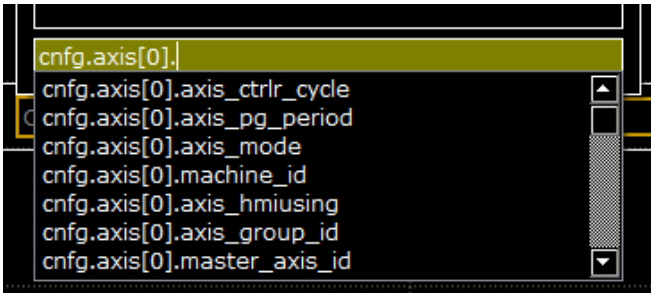 cnfg.axis[0].
cnfg.axis[0].axis_ctrlr_cycle
cnfg.axis[0].axis_pg_period
cnfg.axis[0].axis_mode
cnfg.axis[0].machine_id
cnfg.axis[0].axis_hmiusing
cnfg.axis[0].axis_group_id
cnfg.axis[0].master_axis_id